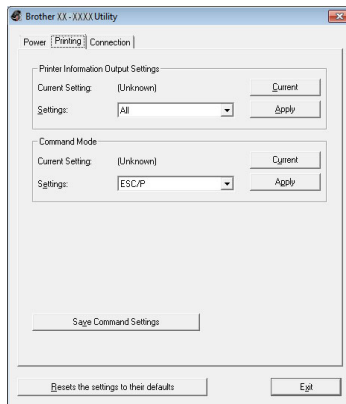 Brother XX-XXXX Utility
Power Printing Connection
Printer Information Output Settings
Current Setting: (Unknown) Current
Settings: All Apply
Command Mode
Current Setting: (Unknown) Current
Settings: ESC/P Apply
Save Command Settings
Resets the settings to their defaults Exit